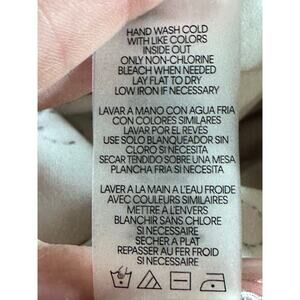 HAND WASH COLD
WITH LIKE COLORS
INSIDE OUT
ONLY NON-CHLORINE
BLEACH WHEN NEEDED
LAY FLAT TO DRY
LOW IRON IF NECESSARY
LAVAR A MANO CON AGUA FRIA
CON COLORES SIMILARES
LAVAR POR EL REVÉS
USE SOLO BLANQUEADOR SIN
CLORO SI NECESITA
SECAR TENDIDO SOBRE UNA MESA
PLANCHA FRIA SI NECESITA
LAVER A LA MAIN A L'EAU FROIDE
AVEC COULEURS SIMILAIRES
METTRE A L'ENVERS
BLANCHIR SANS CHLORE
SI NECESSAIRE
SECHER A PLAT
REPASSER AU FER FROID
SI NECESSAIRE